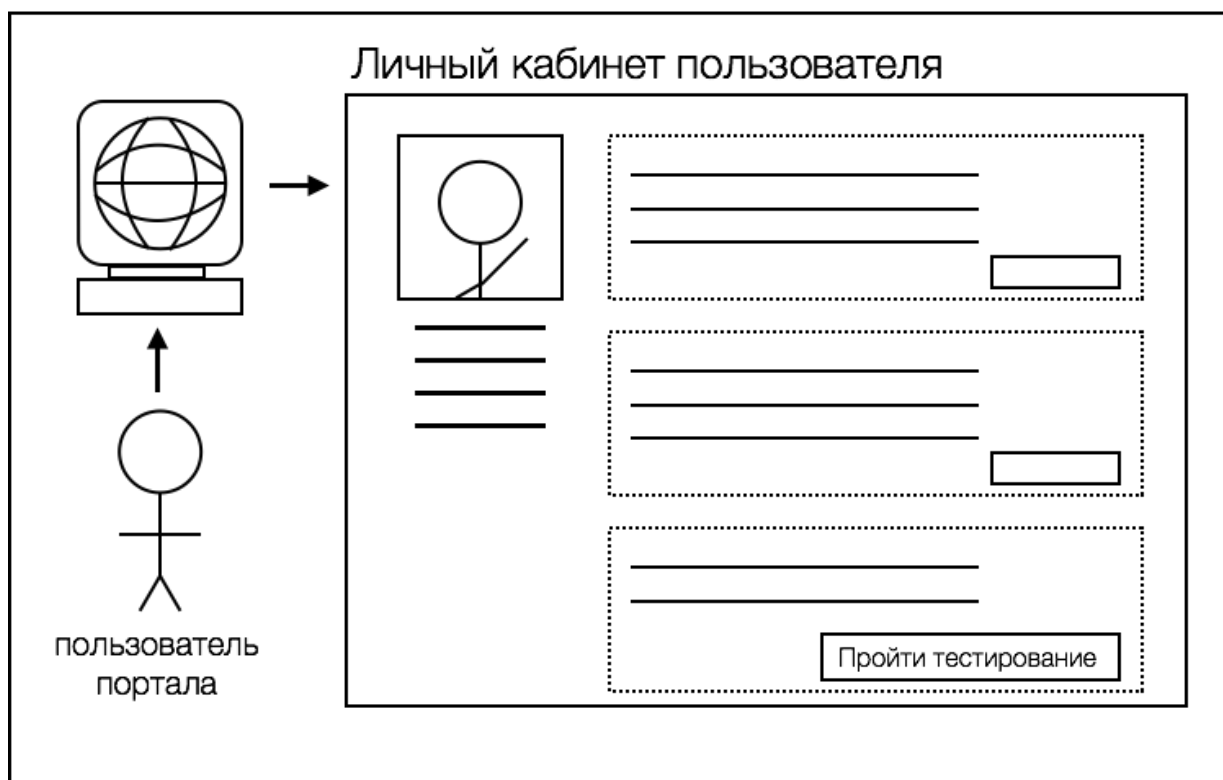 Личный кабинет пользователя
пользователь
портала
Пройти тестирование